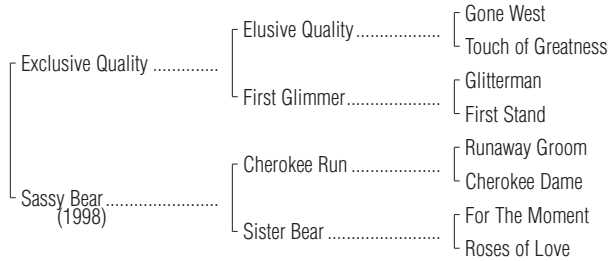 Gone West
Elusive Quality ..................
Touch of Greatness
Exclusive Quality ..............
Glitterman
First Glimmer....................
First Stand
Runaway Groom
Cherokee Run ...................
Cherokee Dame
Sassy Bear ........................
(1998)
For The Moment
Sister Bear ........................
Roses of Love